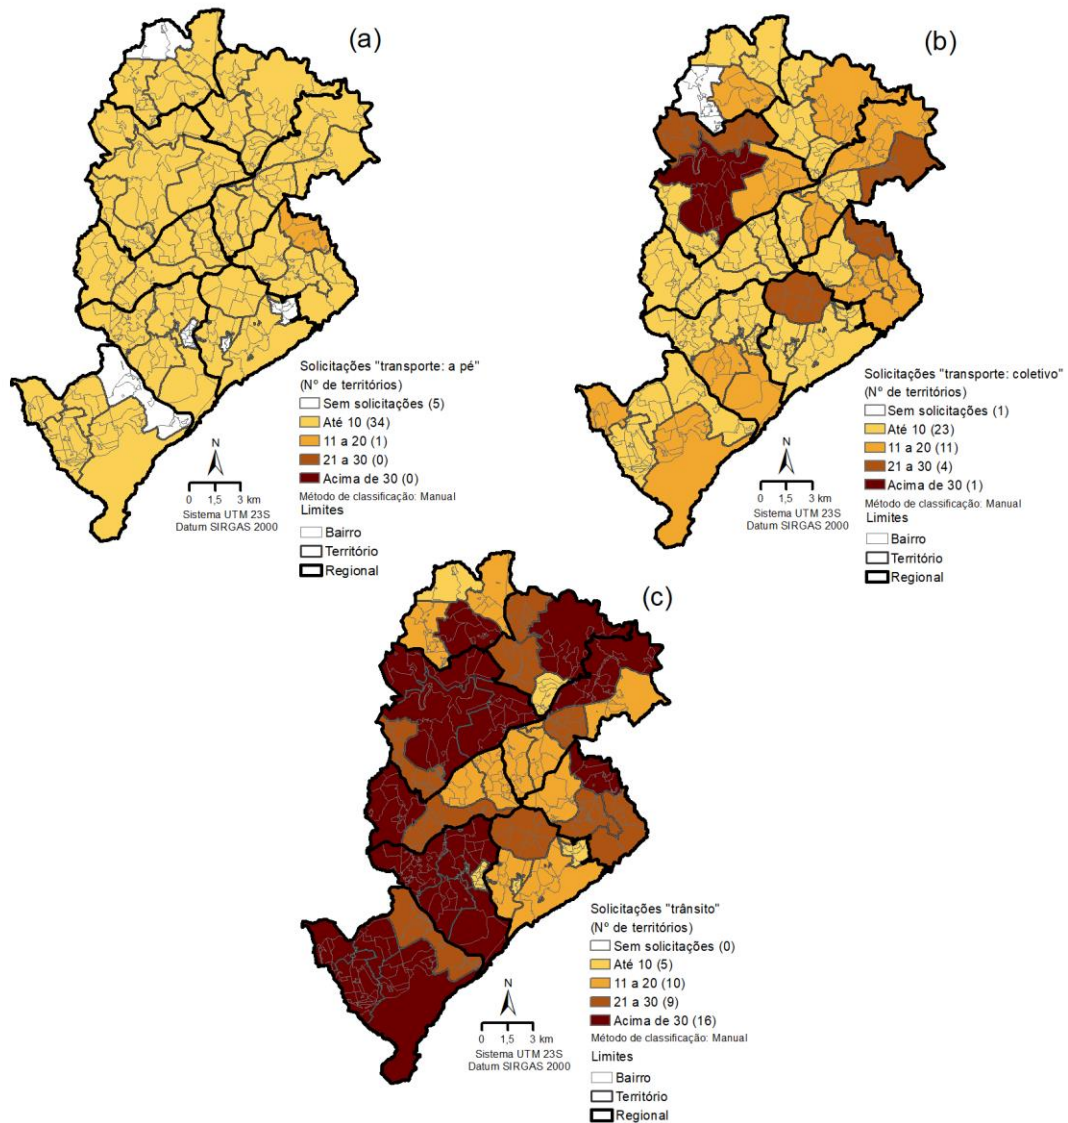 (a)
Solicitações "transporte: a pé"
(Nº de territórios)
Sem solicitações (5)
Até 10 (34)
11 a 20 (1)
21 a 30 (0)
Acima de 30 (0)
Método de classificação: Manual
Limites
Bairro
Território
Regional
N
0 1,5 3 km
Sistema UTM 23S
Datum SIRGAS 2000
(b)
Solicitações "transporte: coletivo"
(Nº de territórios)
Sem solicitações (1)
Até 10 (23)
11 a 20 (11)
21 a 30 (4)
Acima de 30 (1)
Método de classificação: Manual
Limites
Bairro
Território
Regional
N
0 1,5 3 km
Sistema UTM 23S
Datum SIRGAS 2000
(c)
Solicitações "trânsito"
(Nº de territórios)
Sem solicitações (0)
Até 10 (5)
11 a 20 (10)
21 a 30 (9)
Acima de 30 (16)
Método de classificação: Manual
Limites
Bairro
Território
Regional
N
0 1,5 3 km
Sistema UTM 23S
Datum SIRGAS 2000